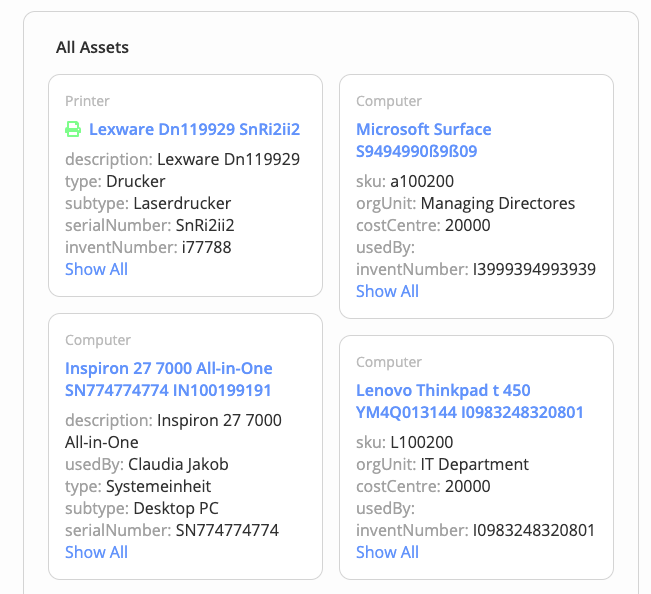 All Assets
Printer
Lexware Dn119929 SnRi2ii2
description: Lexware Dn119929
type: Drucker
subtype: Laserdrucker
serialNumber: SnRi2ii2
inventNumber: i77788
Show All
Computer
Microsoft Surface
S9494990ß9ß09
sku: a100200
orgUnit: Managing Directores
costCentre: 20000
usedBy:
inventNumber: I3999394993939
Show All
Computer
Inspiron 27 7000 All-in-One
SN774774774 IN100199191
description: Inspiron 27 7000
All-in-One
usedBy: Claudia Jakob
type: Systemeinheit
subtype: Desktop PC
serialNumber: SN774774774
Show All
Computer
Lenovo Thinkpad t 450
YM4Q013144 I0983248320801
sku: L100200
orgUnit: IT Department
costCentre: 20000
usedBy:
inventNumber: I0983248320801
Show All